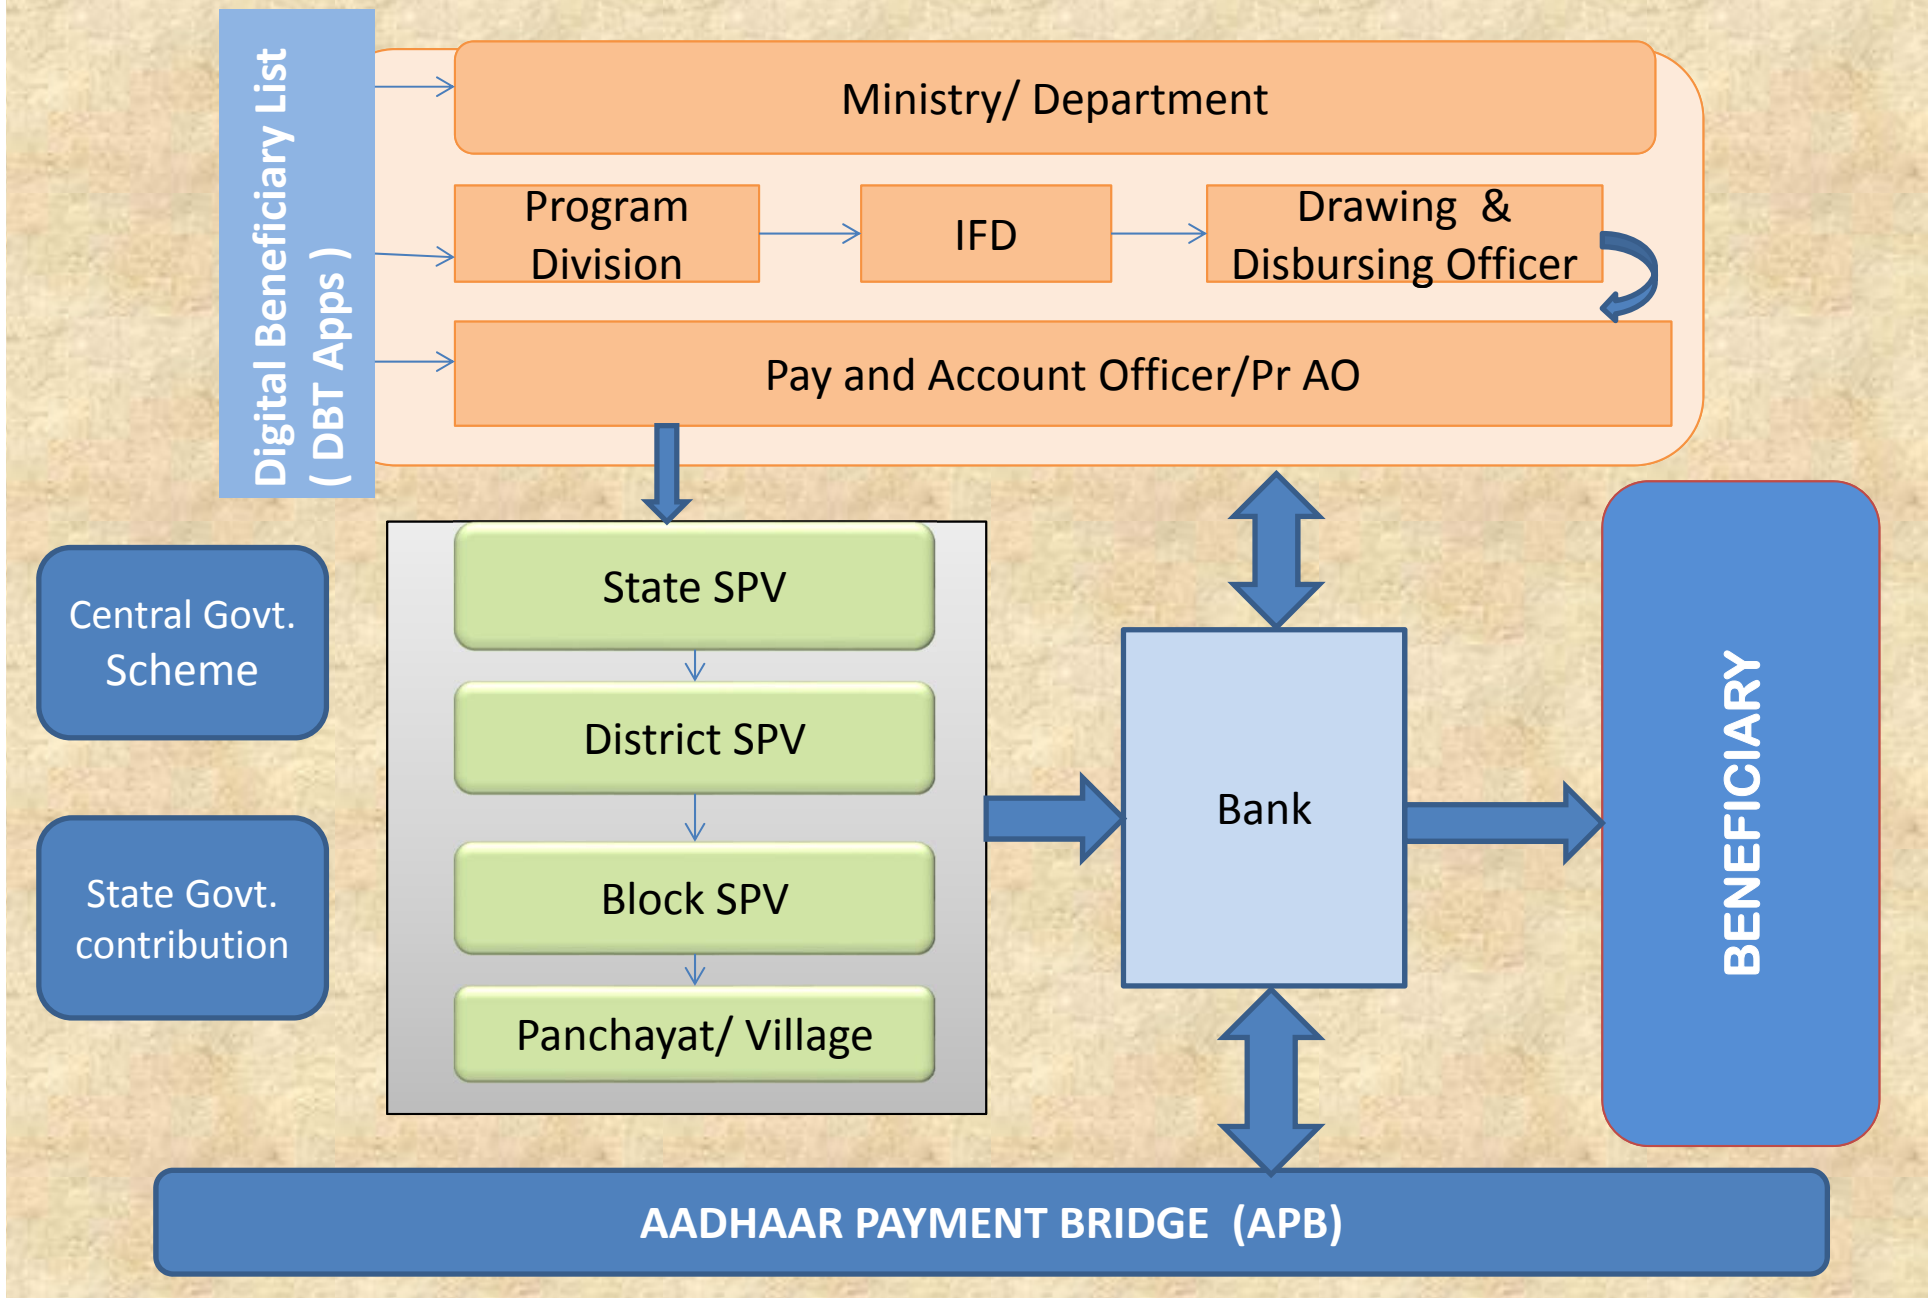 Digital Beneficiary List
( DBT Apps )
Ministry/ Department
Program
Division
IFD
Drawing &
Disbursing Officer
Pay and Account Officer/Pr AO
Central Govt.
Scheme
State Govt.
contribution
State SPV
District SPV
Block SPV
Panchayat/ Village
Bank
BENEFICIARY
AADHAAR PAYMENT BRIDGE (APB)